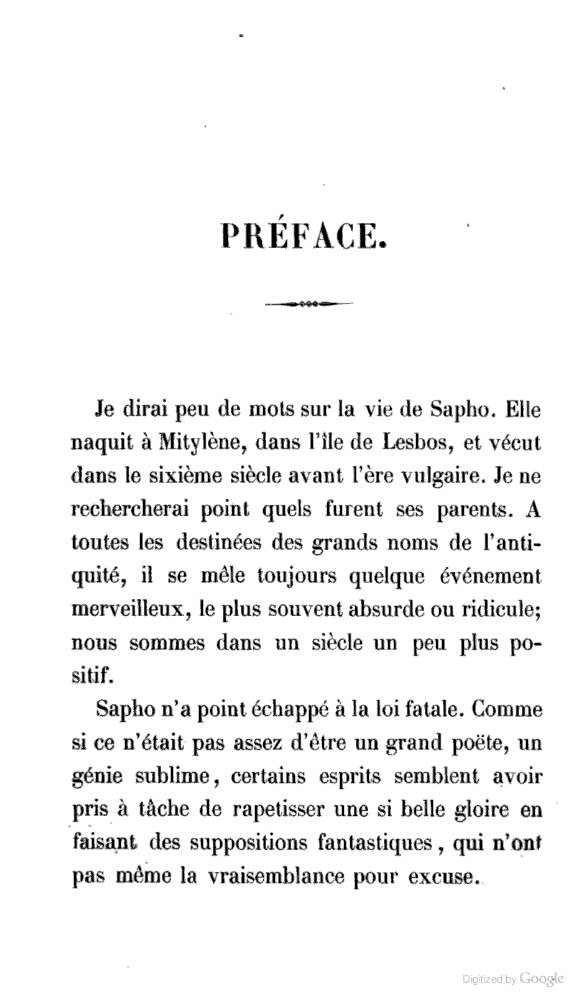 PRÉFACE.
Je dirai peu de mots sur la vie de Sapho. Elle
naquit à Mitylène, dans l'île de Lesbos, et vécut
dans le sixième siècle avant l'ère vulgaire. Je ne
rechercherai point quels furent ses parents. A
toutes les destinées des grands noms de l'anti-
quité, il se mêle toujours quelque événement
merveilleux, le plus souvent absurde ou ridicule;
nous sommes dans un siècle un peu plus po-
sitif.
Sapho n'a point échappé à la loi fatale. Comme
si ce n'était pas assez d'être un grand poëte, un
génie sublime, certains esprits semblent avoir
pris à tâche de rapetisser une si belle gloire en
faisant des suppositions fantastiques, qui n'ont
pas même la vraisemblance pour excuse.
Digitized by Google